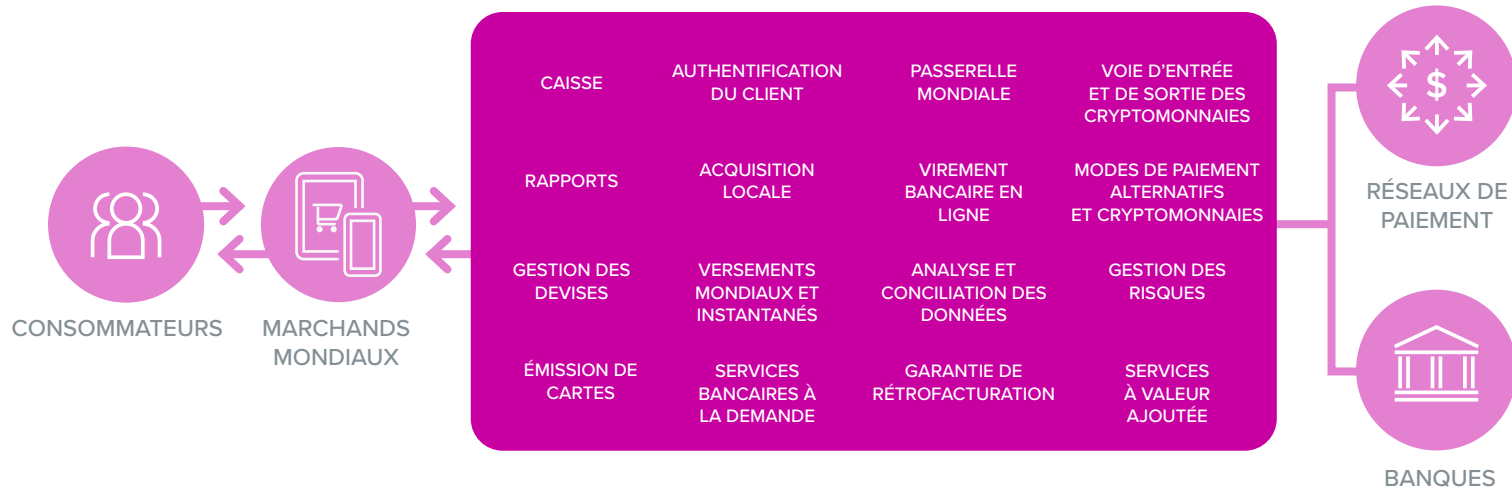 CONSOMMATEURS
MARCHANDS
MONDIAUX
CAISSE
AUTHENTIFICATION
DU CLIENT
PASSERELLE
MONDIALE
VOIE D’ENTRÉE
ET DE SORTIE DES
CRYPTOMONNAIES
RAPPORTS
ACQUISITION
LOCALE
VIREMENT
BANCAIRE EN
LIGNE
MODES DE PAIEMENT
ALTERNATIFS
ET CRYPTOMONNAIES
GESTION DES
DEVISES
VERSEMENTS
MONDIAUX ET
INSTANTANÉS
ANALYSE ET
CONCILIATION DES
DONNÉES
GESTION DES
RISQUES
ÉMISSION DE
CARTES
SERVICES
BANCAIRES À
LA DEMANDE
GARANTIE DE
RÉTROFACTURATION
SERVICES
À VALEUR
AJOUTÉE
$
RÉSEAUX DE
PAIEMENT
BANQUES